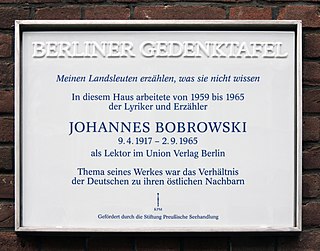 BERLINER GEDENKTAFEL
Meinen Landsleuten erzählen, was sie nicht wissen
In diesem Haus arbeitete von 1959 bis 1965
der Lyriker und Erzähler
JOHANNES BOBROWSKI
9. 4. 1917 – 2. 9. 1965
als Lektor im Union Verlag Berlin
Thema seines Werkes war das Verhältnis
der Deutschen zu ihren östlichen Nachbarn
KPM
Gefördert durch die Stiftung Preußische Seehandlung